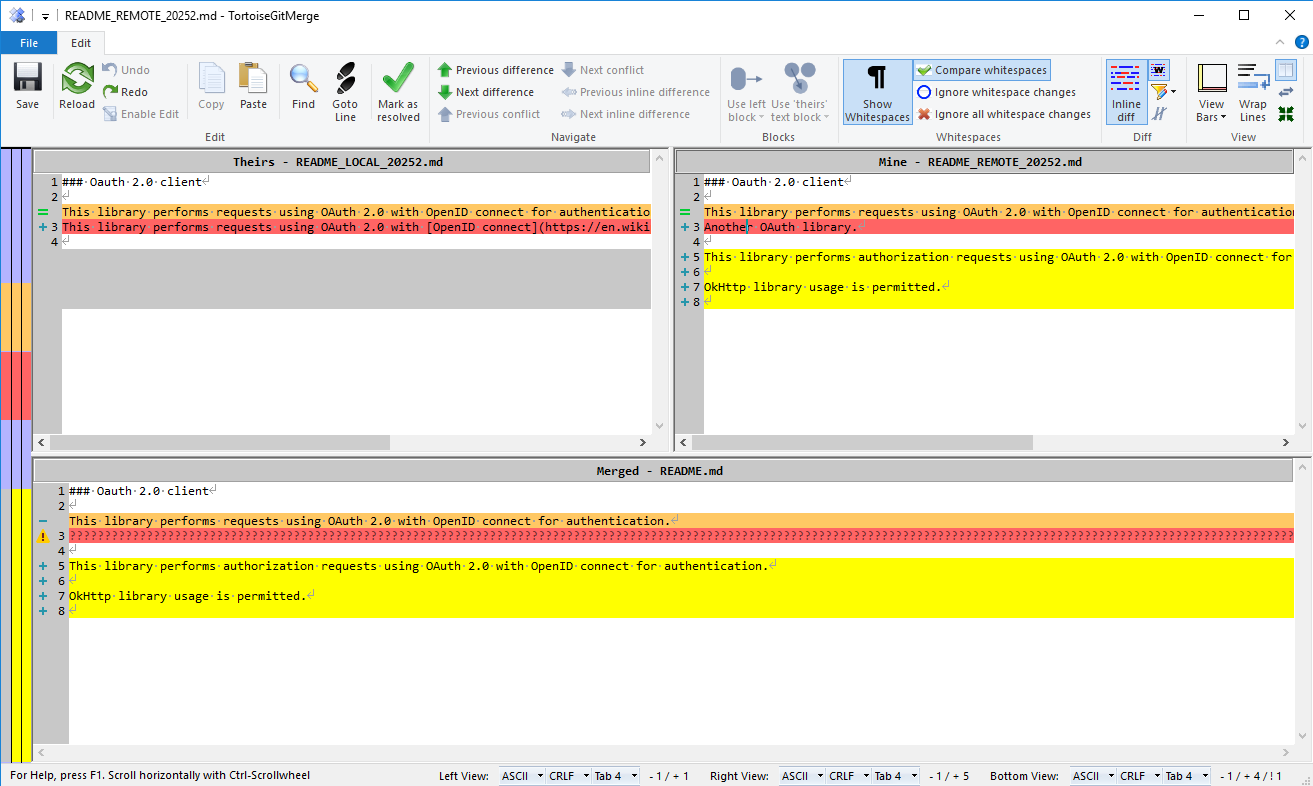 README_REMOTE_20252.md - TortoiseGitMerge
File Edit
Save
Reload
Undo
Redo
Enable Edit
Copy
Paste
Find
Goto Line
Mark as resolved
Previous difference
Next difference
Previous conflict
Next conflict
Previous inline difference
Next inline difference
Use left block
Use 'theirs' text block
Show Whitespaces
Compare whitespaces
Ignore whitespace changes
Ignore all whitespace changes
Inline diff
View Bars
Wrap Lines
Edit Navigate Blocks Whitespaces Diff View
Theirs - README_LOCAL_20252.md
1 ###·Oauth·2.0·client↵
2 ↵
= This·library·performs·requests·using·OAuth·2.0·with·OpenID·connect·for·authenticatio
+ 3 This·library·performs·requests·using·OAuth·2.0·with·[OpenID·connect](https://en.wiki
4 ↵
Mine - README_REMOTE_20252.md
1 ###·Oauth·2.0·client↵
2 ↵
= This·library·performs·requests·using·OAuth·2.0·with·OpenID·connect·for·authentication
+ 3 Another·OAuth·library.↵
4 ↵
+ 5 This·library·performs·authorization·requests·using·OAuth·2.0·with·OpenID·connect·for
+ 6 ↵
+ 7 OkHttp·library·usage·is·permitted.↵
+ 8 ↵
Merged - README.md
1 ###·Oauth·2.0·client↵
2 ↵
- This·library·performs·requests·using·OAuth·2.0·with·OpenID·connect·for·authentication.↵
3 ???????????????????????????????????????????????????????????????????????????????????????????????????????????????????????????????????????????????????????????????????????????????
4 ↵
+ 5 This·library·performs·authorization·requests·using·OAuth·2.0·with·OpenID·connect·for·authentication.↵
+ 6 ↵
+ 7 OkHttp·library·usage·is·permitted.↵
+ 8 ↵
For Help, press F1. Scroll horizontally with Ctrl-Scrollwheel Left View: ASCII CRLF Tab 4 - 1 / + 1 Right View: ASCII CRLF Tab 4 - 1 / + 5 Bottom View: ASCII CRLF Tab 4 - 1 / + 4 / ! 1